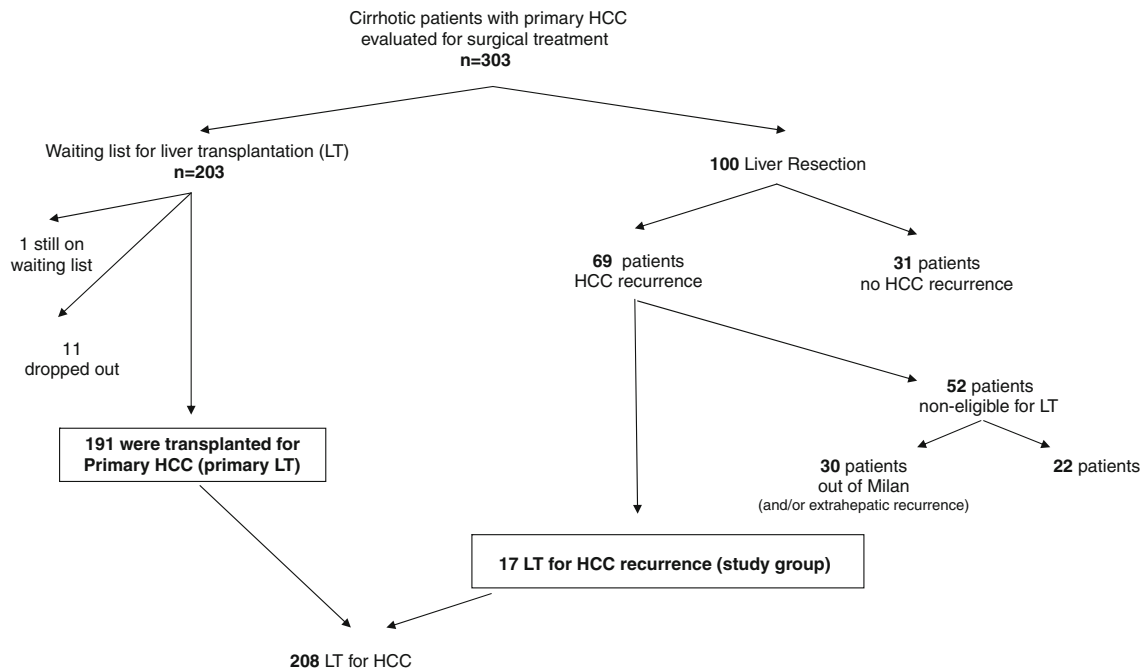 Cirrhotic patients with primary HCC
evaluated for surgical treatment
n=303
Waiting list for liver transplantation (LT)
n=203
100 Liver Resection
1 still on
waiting list
69 patients
HCC recurrence
31 patients
no HCC recurrence
11
dropped out
52 patients
non-eligible for LT
191 were transplanted for
Primary HCC (primary LT)
30 patients
out of Milan
(and/or extrahepatic recurrence)
22 patients
17 LT for HCC recurrence (study group)
208 LT for HCC